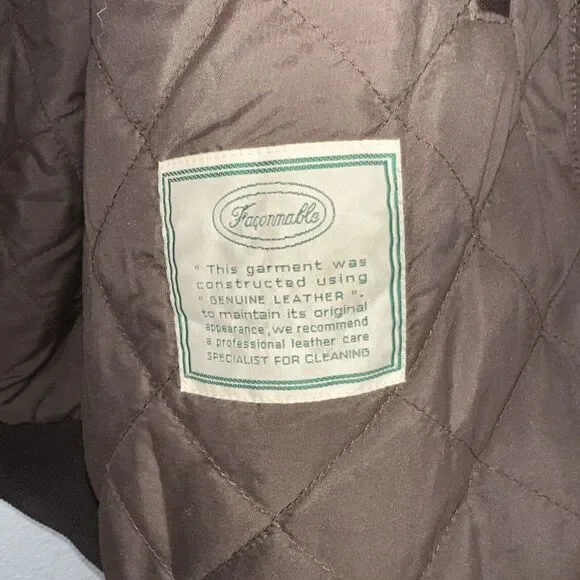 Façonnable
" This garment was
constructed using
" GENUINE LEATHER ".
to maintain its original
appearance, we recommend
a professional leather care
SPECIALIST FOR CLEANING